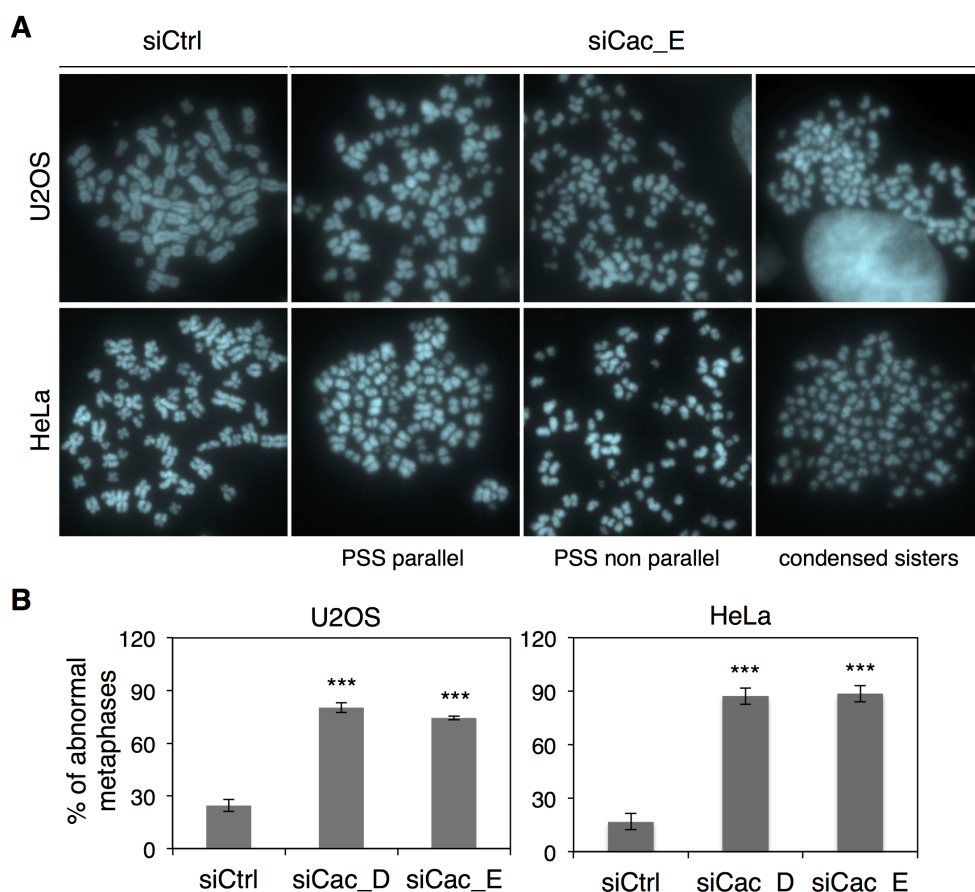 A
siCtrl siCac_E
U2OS
HeLa
PSS parallel PSS non parallel condensed sisters
B
U2OS HeLa
% of abnormal
metaphases
120
90
60
30
0
*** ***
siCtrl siCac_D siCac_E
120
90
60
30
0
*** ***
siCtrl siCac D siCac E